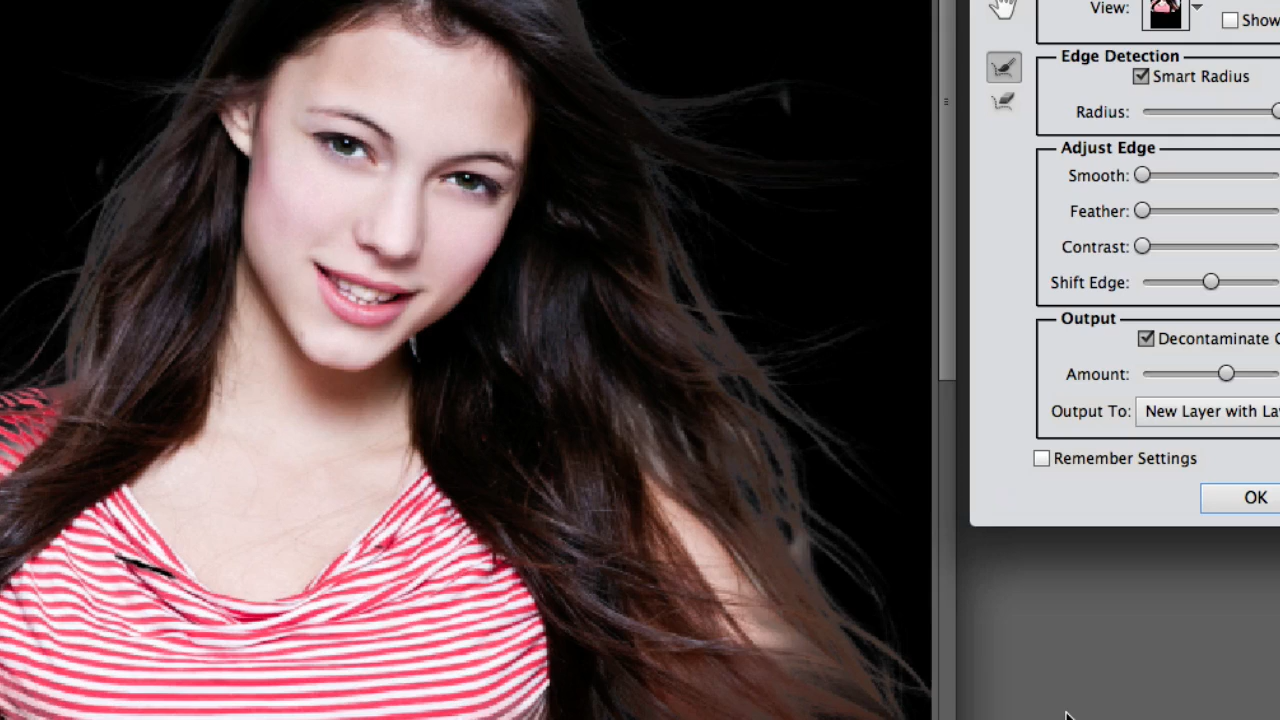 View:
Show
Edge Detection
Smart Radius
Radius:
Adjust Edge
Smooth:
Feather:
Contrast:
Shift Edge:
Output
Decontaminate C
Amount:
Output To: New Layer with La
Remember Settings
OK